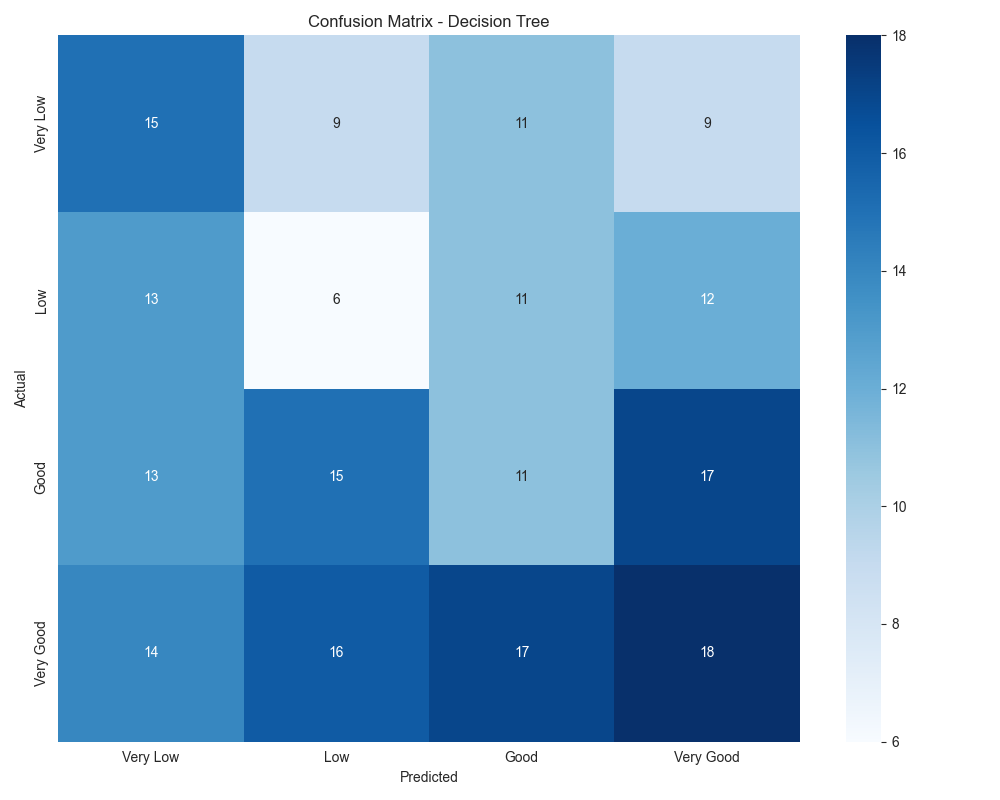 Confusion Matrix - Decision Tree
Very Low
15 9 11 9
Low
13 6 11 12
Good
13 15 11 17
Very Good
14 16 17 18
Actual
Very Low Low Good Very Good
Predicted
18
16
14
12
10
8
6